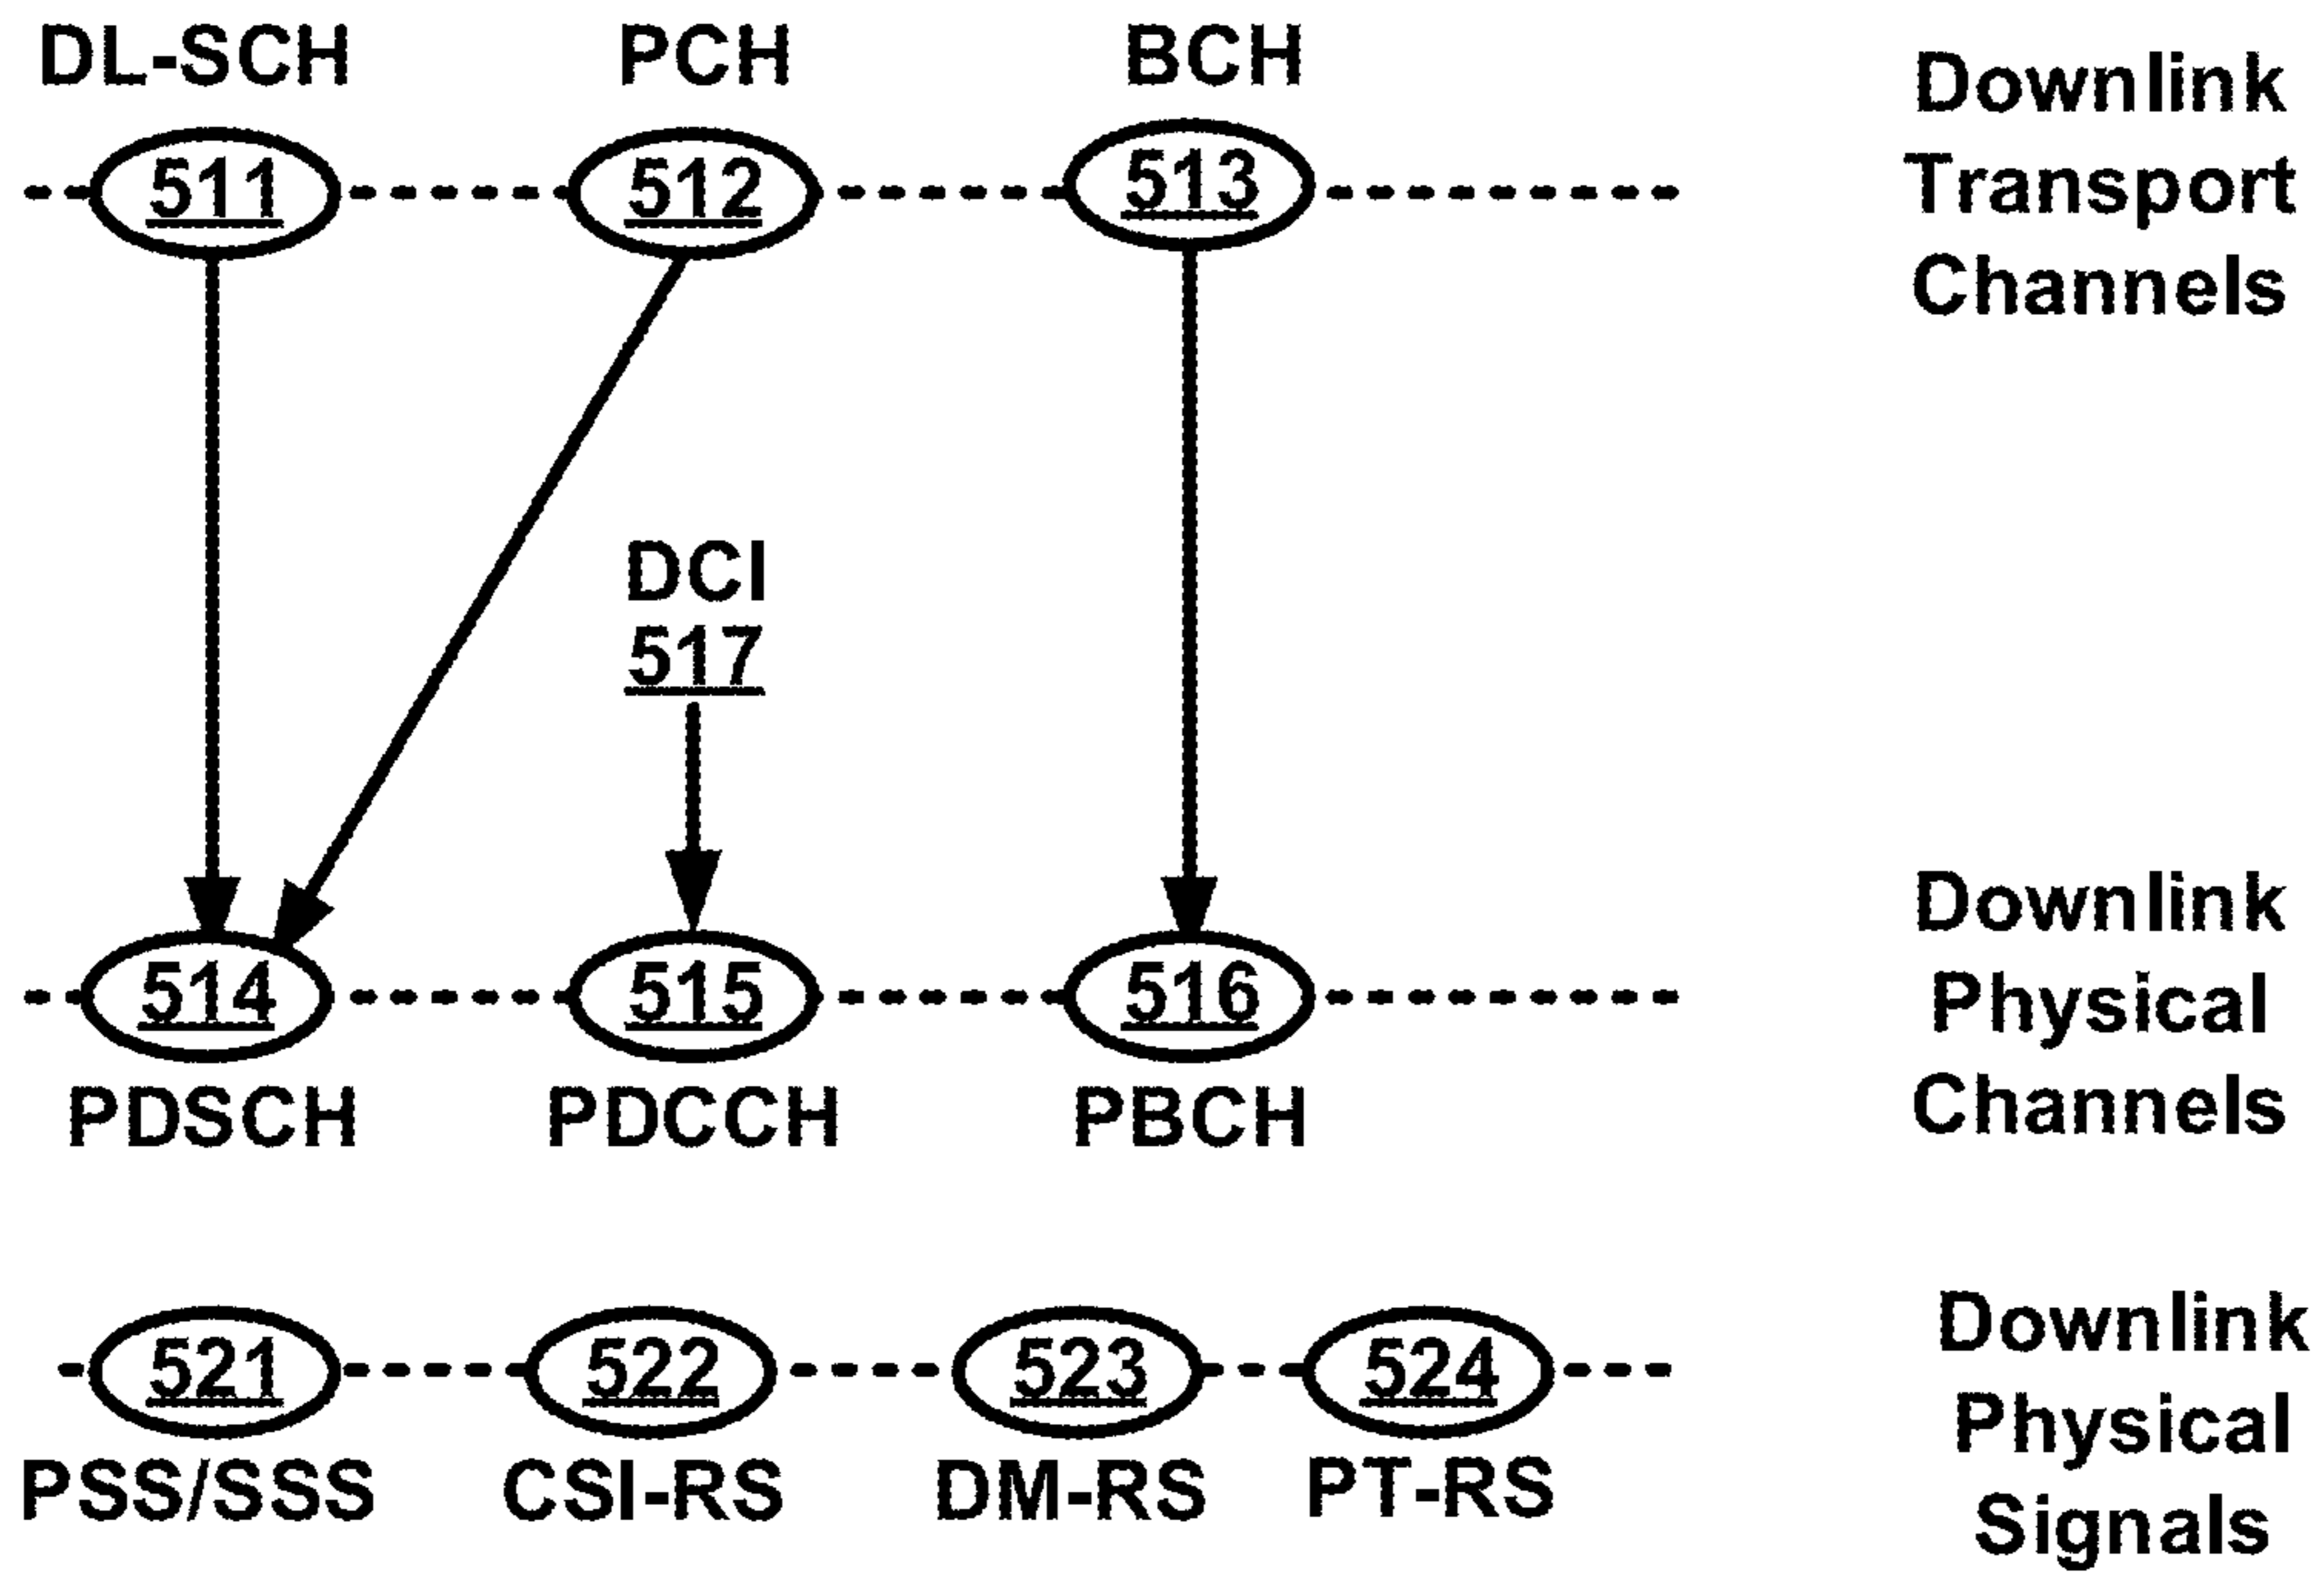 DL-SCH PCH BCH
511 512 513
Downlink
Transport
Channels
DCI
517
514 515 516
PDSCH PDCCH PBCH
Downlink
Physical
Channels
521 522 523 524
PSS/SSS CSI-RS DM-RS PT-RS
Downlink
Physical
Signals